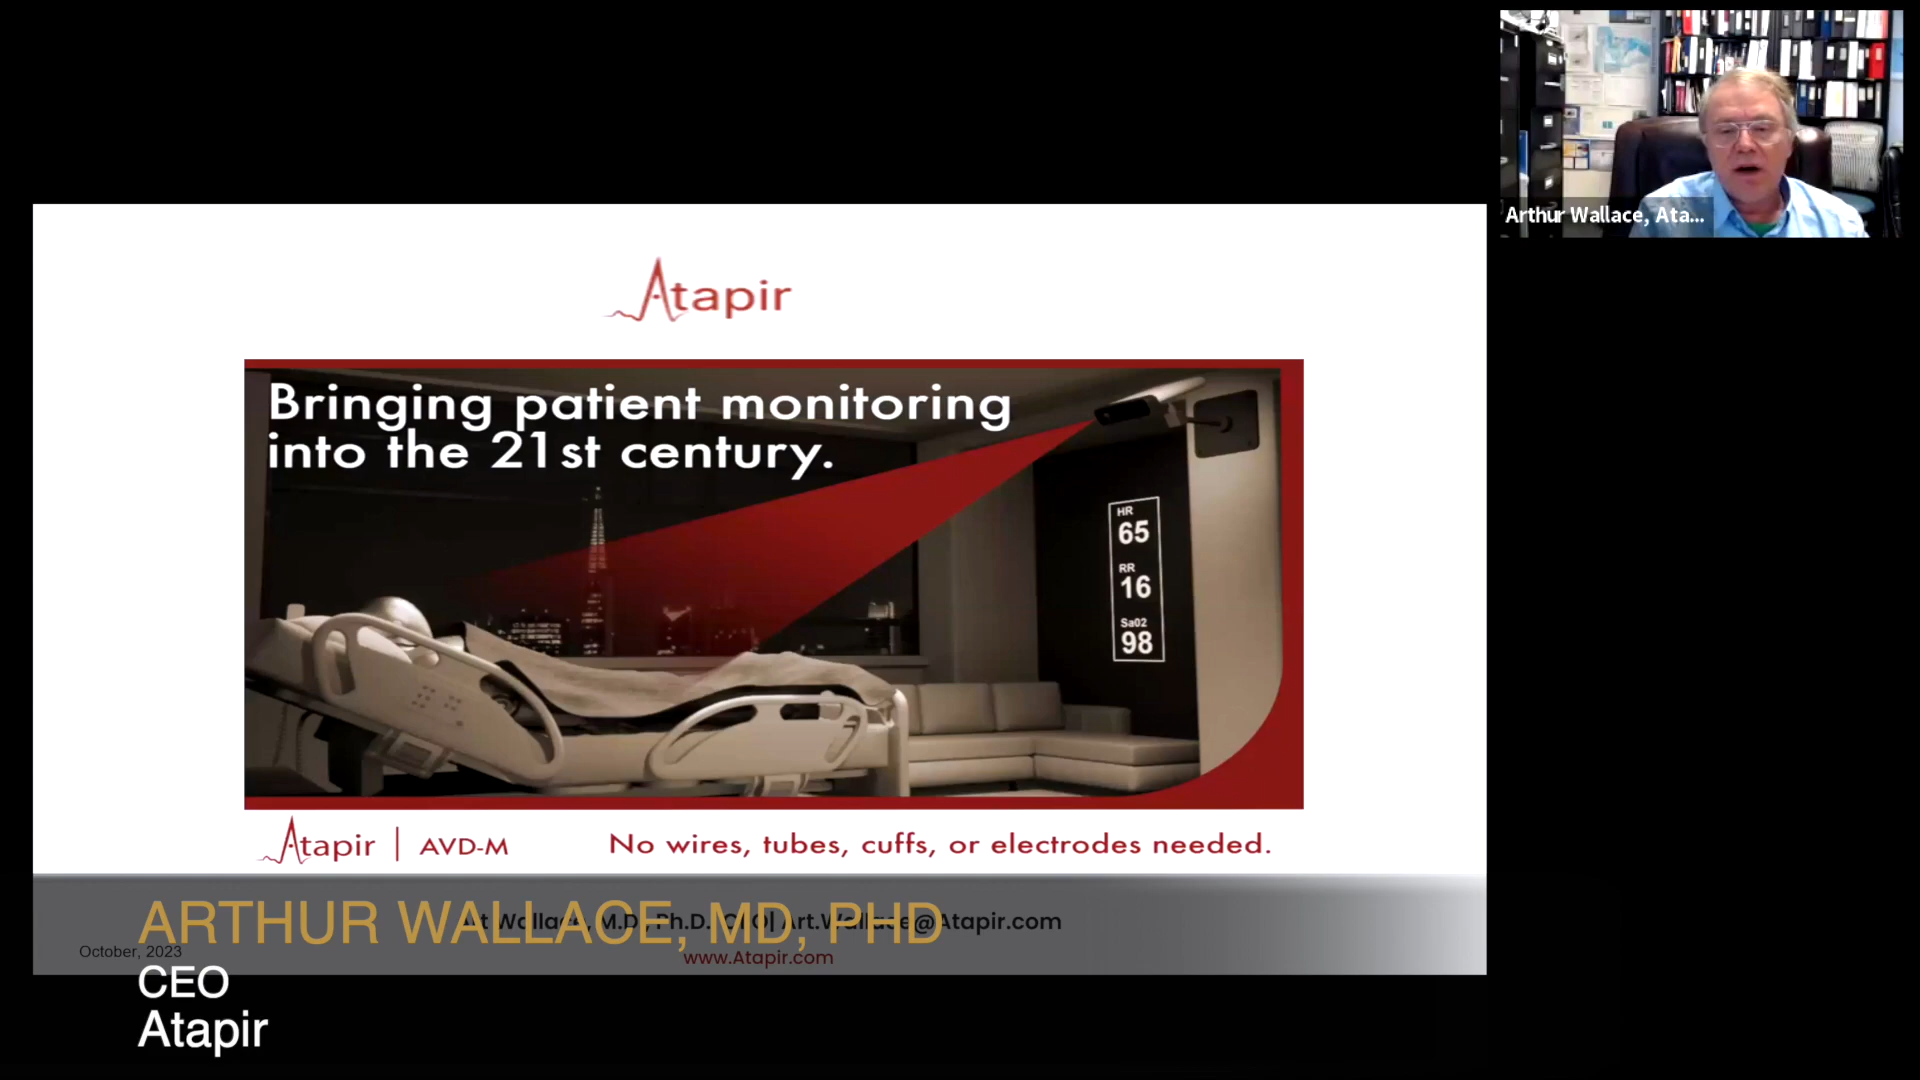 Arthur Wallace, Ata...
Atapir
Bringing patient monitoring
into the 21st century.
HR
65
RR
16
Sa02
98
Atapir | AVD-M
No wires, tubes, cuffs, or electrodes needed.
Art Wallace, M.D., Ph.D. CEO| Art.Wallace@Atapir.com
ARTHUR WALLACE, MD, PHD
October, 2023
www.Atapir.com
CEO
Atapir